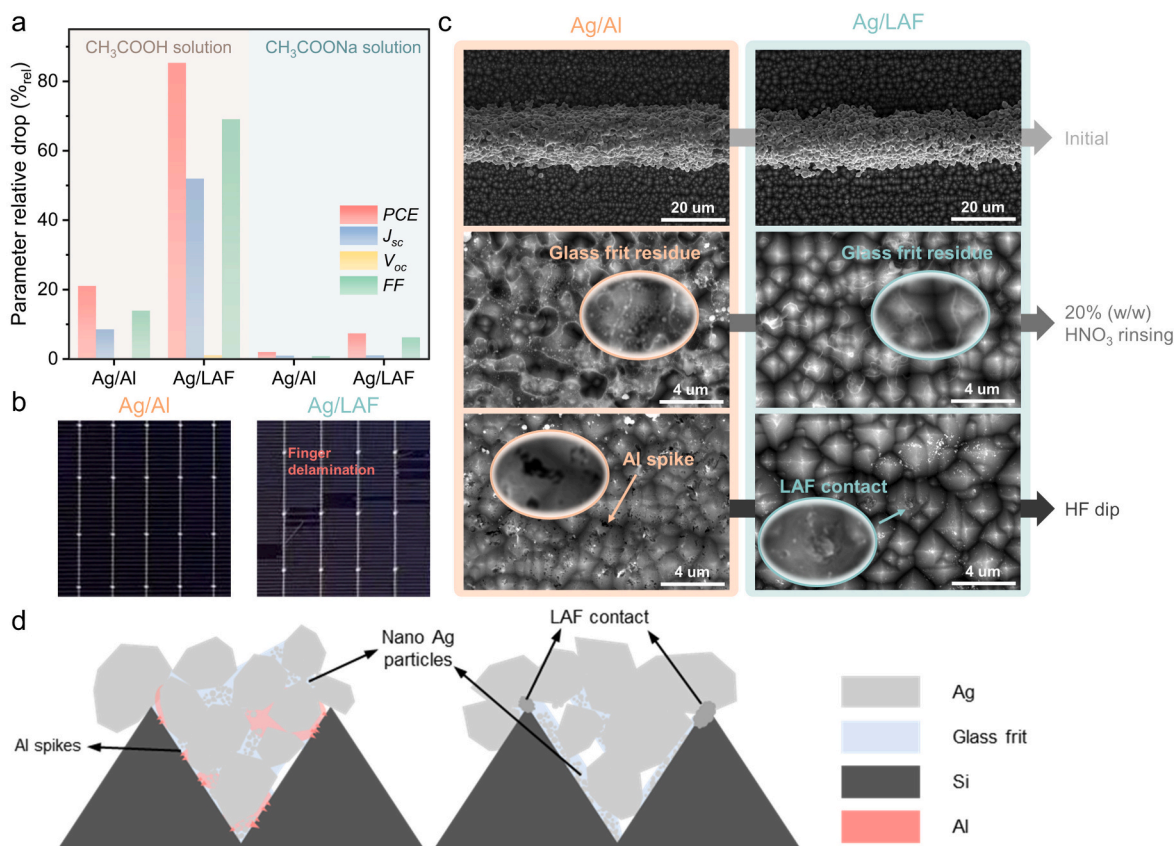 a
CH₃COOH solution
CH₃COONa solution
Parameter relative drop (%rel)
80
60
40
20
0
PCE
Jsc
Voc
FF
Ag/Al
Ag/LAF
Ag/Al
Ag/LAF
b
Ag/Al
Ag/LAF
Finger
delamination
c
Ag/Al
Ag/LAF
20 um
20 um
Initial
Glass frit residue
Glass frit residue
4 um
4 um
20% (w/w)
HNO₃ rinsing
Al spike
LAF contact
4 um
4 um
HF dip
d
LAF contact
Nano Ag
particles
Al spikes
Ag
Glass frit
Si
Al